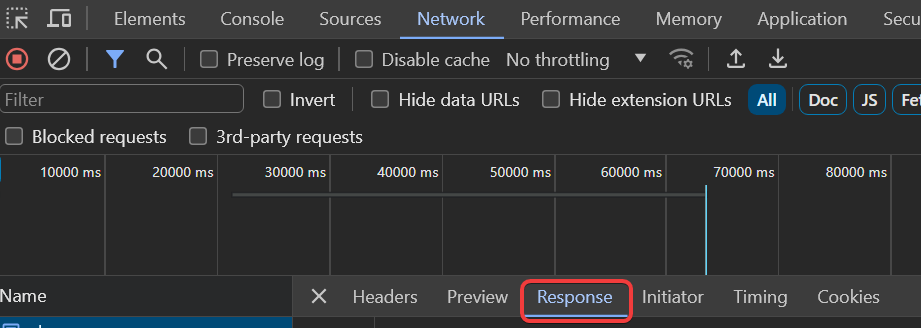 Elements Console Sources Network Performance Memory Application
Preserve log Disable cache No throttling
Filter Invert Hide data URLs Hide extension URLs All Doc JS
Blocked requests 3rd-party requests
10000 ms 20000 ms 30000 ms 40000 ms 50000 ms 60000 ms 70000 ms 80000 ms
Name Headers Preview Response Initiator Timing Cookies